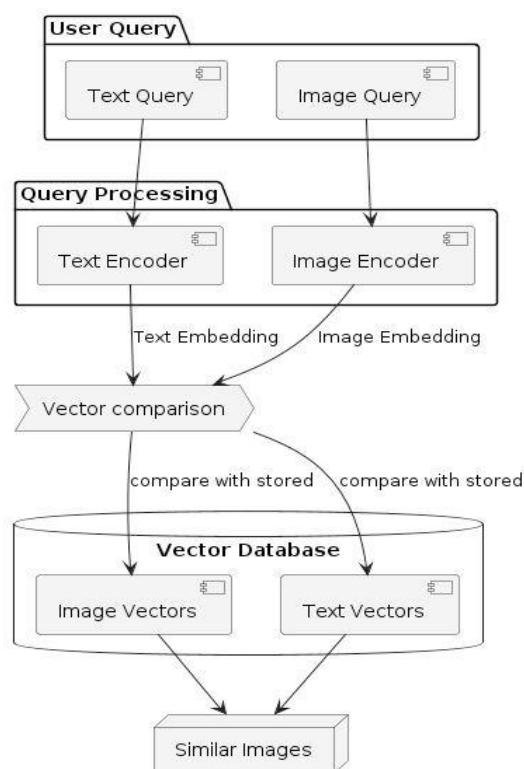 User Query
Text Query
Image Query
Query Processing
Text Encoder
Image Encoder
Text Embedding
Image Embedding
Vector comparison
compare with stored
compare with stored
Vector Database
Image Vectors
Text Vectors
Similar Images